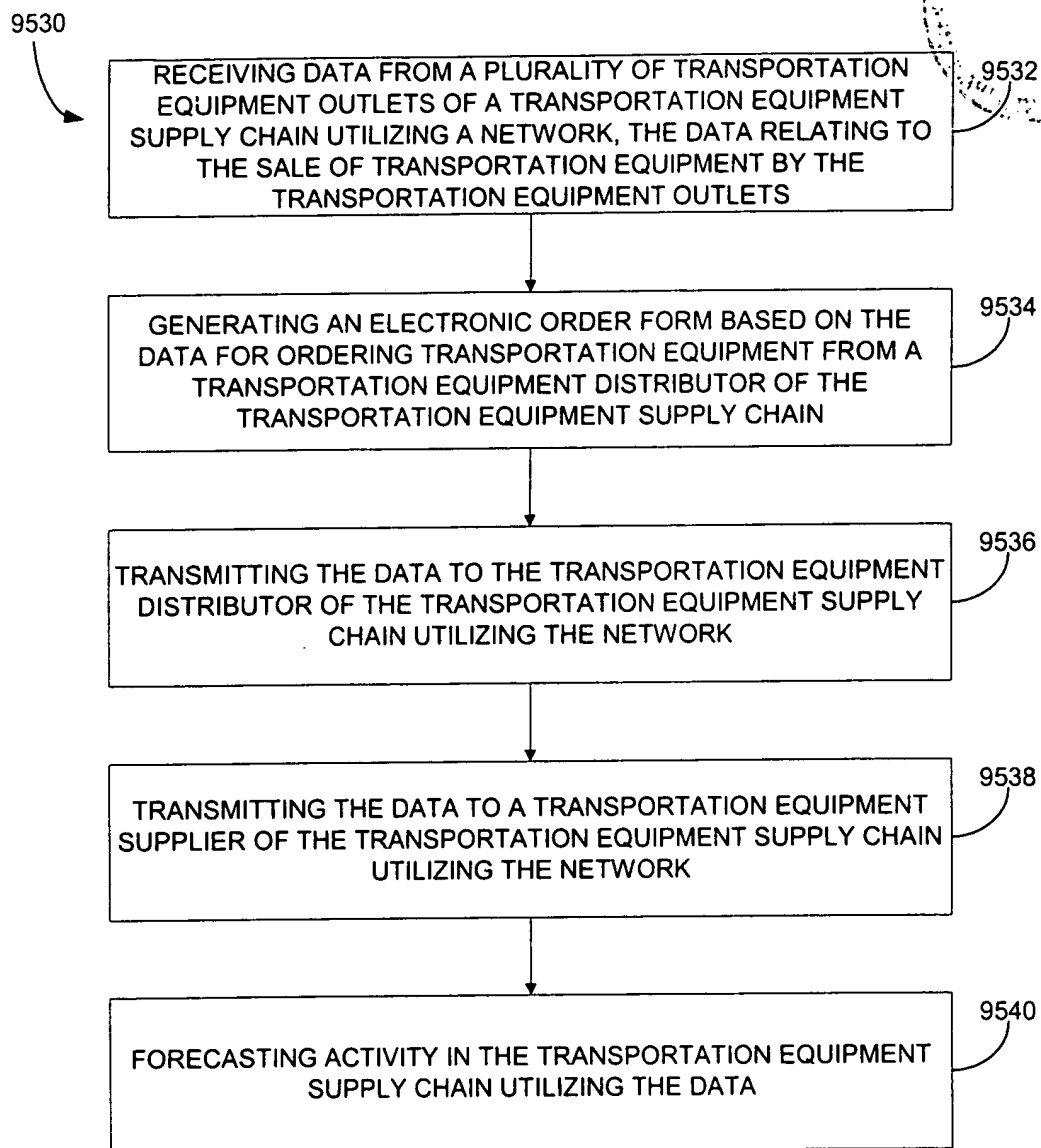 9530
RECEIVING DATA FROM A PLURALITY OF TRANSPORTATION
EQUIPMENT OUTLETS OF A TRANSPORTATION EQUIPMENT
SUPPLY CHAIN UTILIZING A NETWORK, THE DATA RELATING TO
THE SALE OF TRANSPORTATION EQUIPMENT BY THE
TRANSPORTATION EQUIPMENT OUTLETS
9532
GENERATING AN ELECTRONIC ORDER FORM BASED ON THE
DATA FOR ORDERING TRANSPORTATION EQUIPMENT FROM A
TRANSPORTATION EQUIPMENT DISTRIBUTOR OF THE
TRANSPORTATION EQUIPMENT SUPPLY CHAIN
9534
TRANSMITTING THE DATA TO THE TRANSPORTATION EQUIPMENT
DISTRIBUTOR OF THE TRANSPORTATION EQUIPMENT SUPPLY
CHAIN UTILIZING THE NETWORK
9536
TRANSMITTING THE DATA TO A TRANSPORTATION EQUIPMENT
SUPPLIER OF THE TRANSPORTATION EQUIPMENT SUPPLY CHAIN
UTILIZING THE NETWORK
9538
FORECASTING ACTIVITY IN THE TRANSPORTATION EQUIPMENT
SUPPLY CHAIN UTILIZING THE DATA
9540